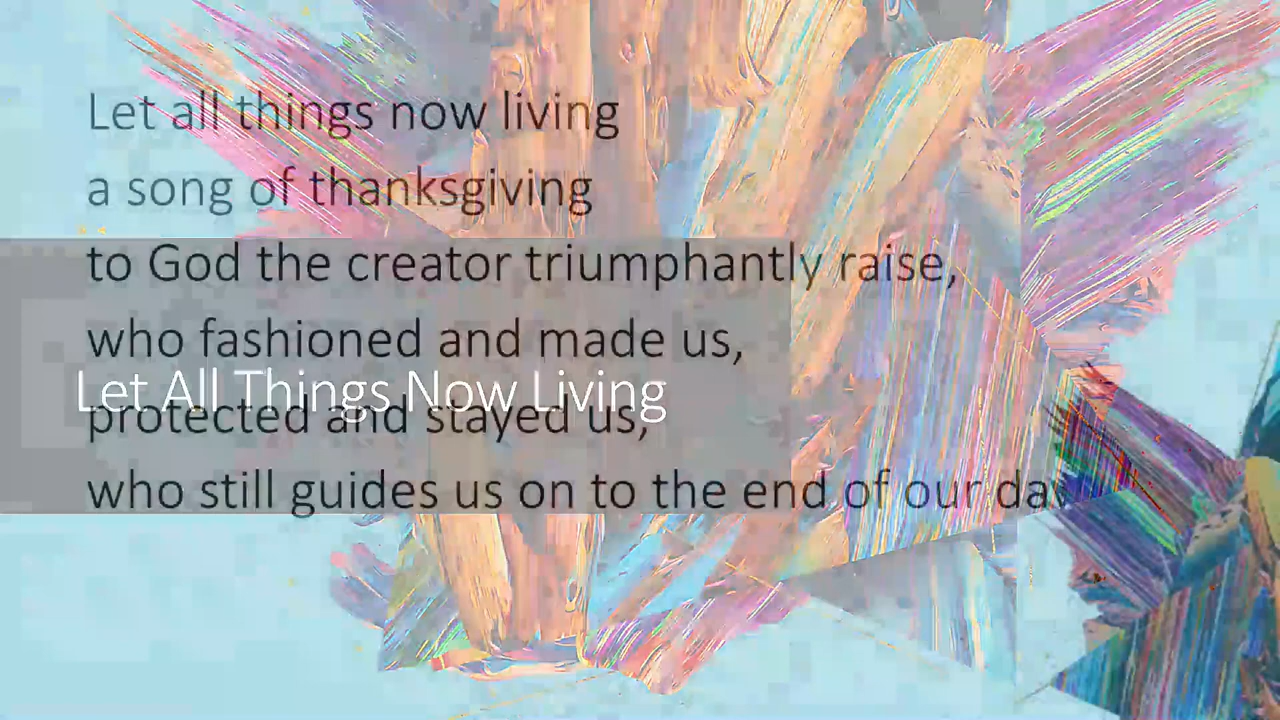 Let all things now living
a song of thanksgiving
to God the creator triumphantly raise,
who fashioned and made us,
Let All Things Now Living
protected and stayed us,
who still guides us on to the end of our